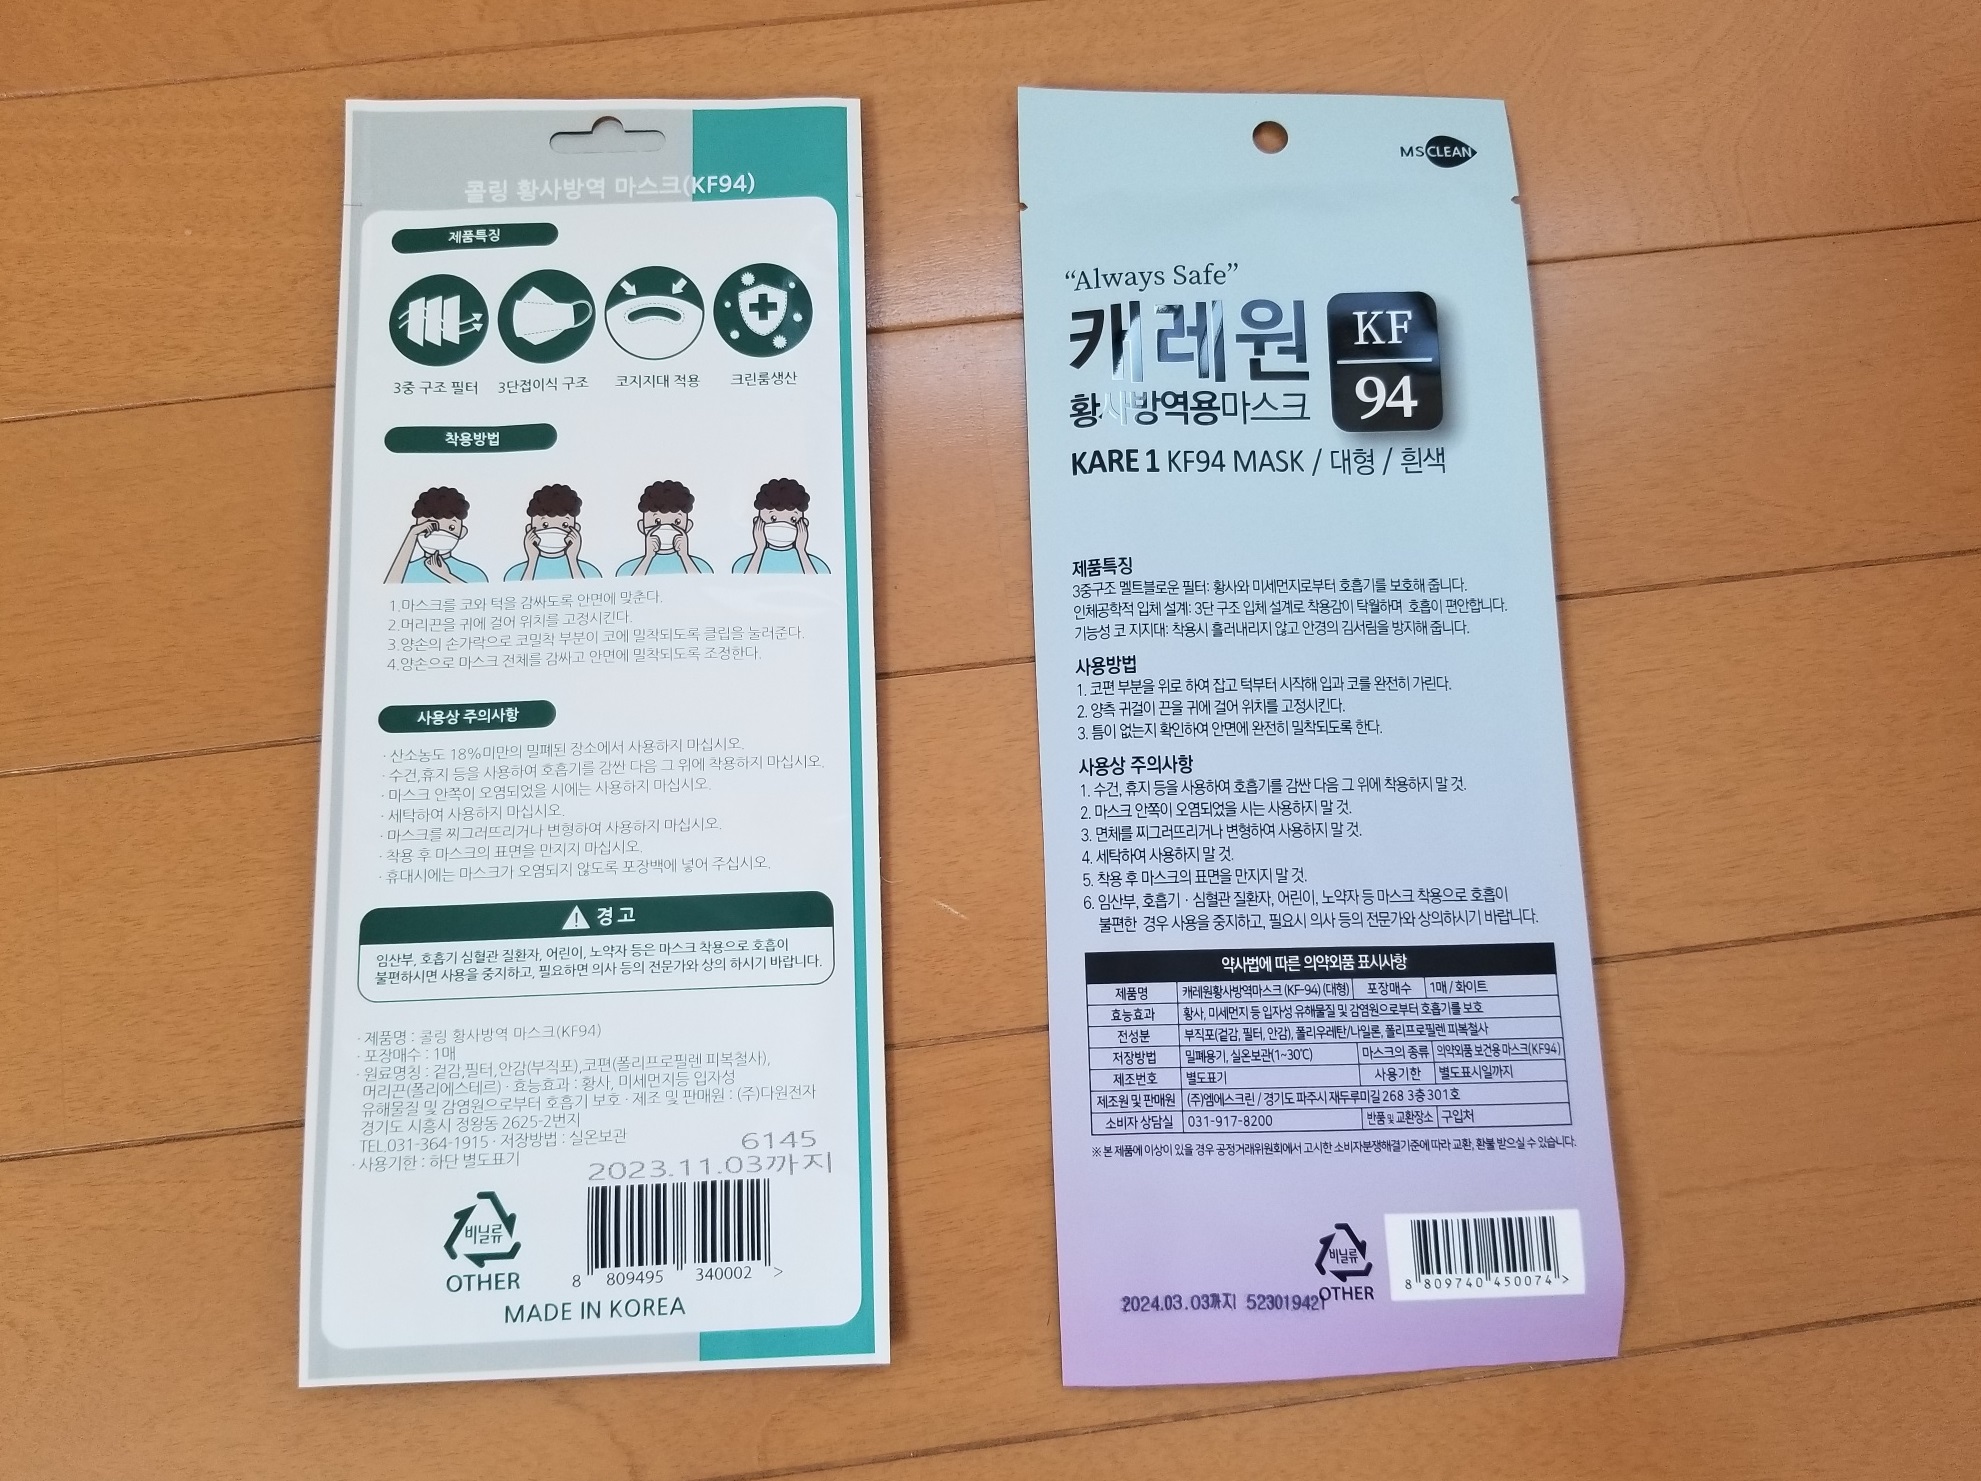 콜링 황사방역 마스크(KF94)
제품특징
3중 구조 필터
3단접이식 구조
코지지대 적용
크린룸생산
착용방법
1.마스크를 코와 턱을 감싸도록 안면에 맞춘다.
2.머리끈을 귀에 걸어 위치를 고정시킨다.
3.양손의 손가락으로 코밀착 부분이 코에 밀착되도록 클립을 눌러준다.
4.양손으로 마스크 전체를 감싸고 안면에 밀착되도록 조정한다.
사용상 주의사항
· 산소농도 18%미만의 밀폐된 장소에서 사용하지 마십시오.
· 수건,휴지 등을 사용하여 호흡기를 감싼 다음 그 위에 착용하지 마십시오.
· 마스크 안쪽이 오염되었을 시에는 사용하지 마십시오.
· 세탁하여 사용하지 마십시오.
· 마스크를 찌그러뜨리거나 변형하여 사용하지 마십시오.
· 착용 후 마스크의 표면을 만지지 마십시오.
· 휴대시에는 마스크가 오염되지 않도록 포장백에 넣어 주십시오.
경고
임산부, 호흡기 심혈관 질환자, 어린이, 노약자 등은 마스크 착용으로 호흡이
불편하시면 사용을 중지하고, 필요하면 의사 등의 전문가와 상의 하시기 바랍니다.
· 제품명 : 콜링 황사방역 마스크(KF94)
· 포장매수 : 1매
· 원료명칭 : 겉감,필터,안감(부직포),코편(폴리프로필렌 피복철사),
머리끈(폴리에스테르) · 효능효과 : 황사, 미세먼지등 입자성
유해물질 및 감염원으로부터 호흡기 보호 · 제조 및 판매원 : (주)다원전자
경기도 시흥시 정왕동 2625-2번지
TEL.031-364-1915 · 저장방법 : 실온보관
· 사용기한 : 하단 별도표기
6145
2023.11.03까지
비닐류
OTHER
8 809495 340002 >
MADE IN KOREA
MS CLEAN
“Always Safe”
캐레원
KF
94
황사방역용마스크
KARE 1 KF94 MASK / 대형 / 흰색
제품특징
3중구조 멜트블로운 필터: 황사와 미세먼지로부터 호흡기를 보호해 줍니다.
인체공학적 입체 설계: 3단 구조 입체 설계로 착용감이 탁월하며 호흡이 편안합니다.
기능성 코 지지대: 착용시 흘러내리지 않고 안경의 김서림을 방지해 줍니다.
사용방법
1. 코편 부분을 위로 하여 잡고 턱부터 시작해 입과 코를 완전히 가린다.
2. 양측 귀걸이 끈을 귀에 걸어 위치를 고정시킨다.
3. 틈이 없는지 확인하여 안면에 완전히 밀착되도록 한다.
사용상 주의사항
1. 수건, 휴지 등을 사용하여 호흡기를 감싼 다음 그 위에 착용하지 말 것.
2. 마스크 안쪽이 오염되었을 시는 사용하지 말 것.
3. 면체를 찌그러뜨리거나 변형하여 사용하지 말 것.
4. 세탁하여 사용하지 말 것.
5. 착용 후 마스크의 표면을 만지지 말 것.
6. 임산부, 호흡기 · 심혈관 질환자, 어린이, 노약자 등 마스크 착용으로 호흡이
불편한 경우 사용을 중지하고, 필요시 의사 등의 전문가와 상의하시기 바랍니다.
약사법에 따른 의약외품 표시사항
제품명 캐레원황사방역마스크 (KF-94) (대형) 포장매수 1매 / 화이트
효능효과 황사, 미세먼지 등 입자성 유해물질 및 감염원으로부터 호흡기를 보호
전성분 부직포(겉감, 필터, 안감), 폴리우레탄/나일론, 폴리프로필렌 피복철사
저장방법 밀폐용기, 실온보관(1~30℃) 마스크의 종류 의약외품 보건용 마스크(KF94)
제조번호 별도표기 사용기한 별도표시일까지
제조원 및 판매원 (주)엠에스크린 / 경기도 파주시 재두루미길 268 3층 301호
소비자 상담실 031-917-8200 반품 및 교환장소 구입처
※ 본 제품에 이상이 있을 경우 공정거래위원회에서 고시한 소비자분쟁해결기준에 따라 교환, 환불 받으실 수 있습니다.
비닐류
OTHER
8 809740 450074 >
2024.03.03까지 523019421